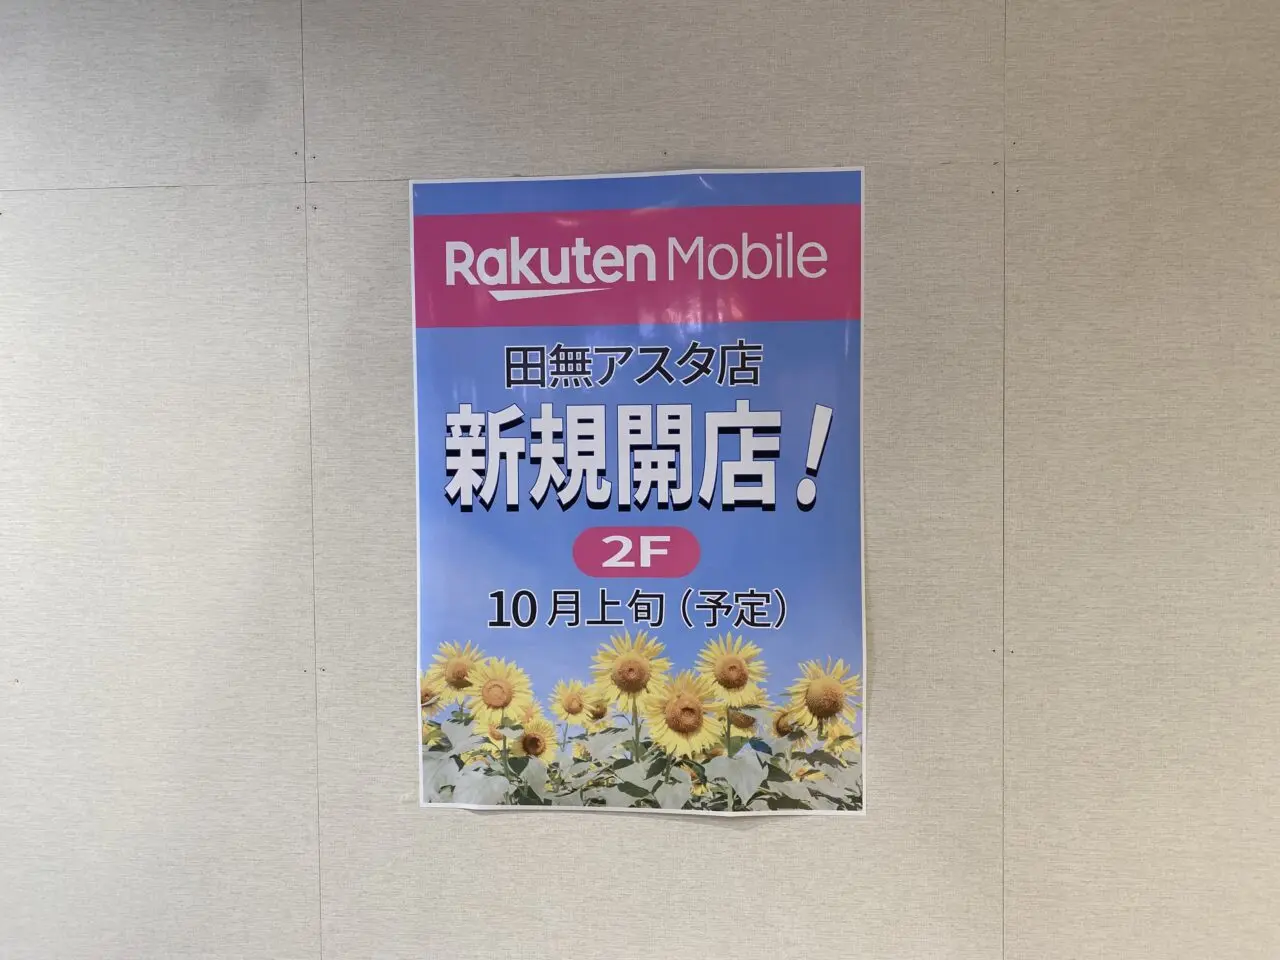 Rakuten Mobile
田無アスタ店
新規開店!
2F
10月上旬(予定)